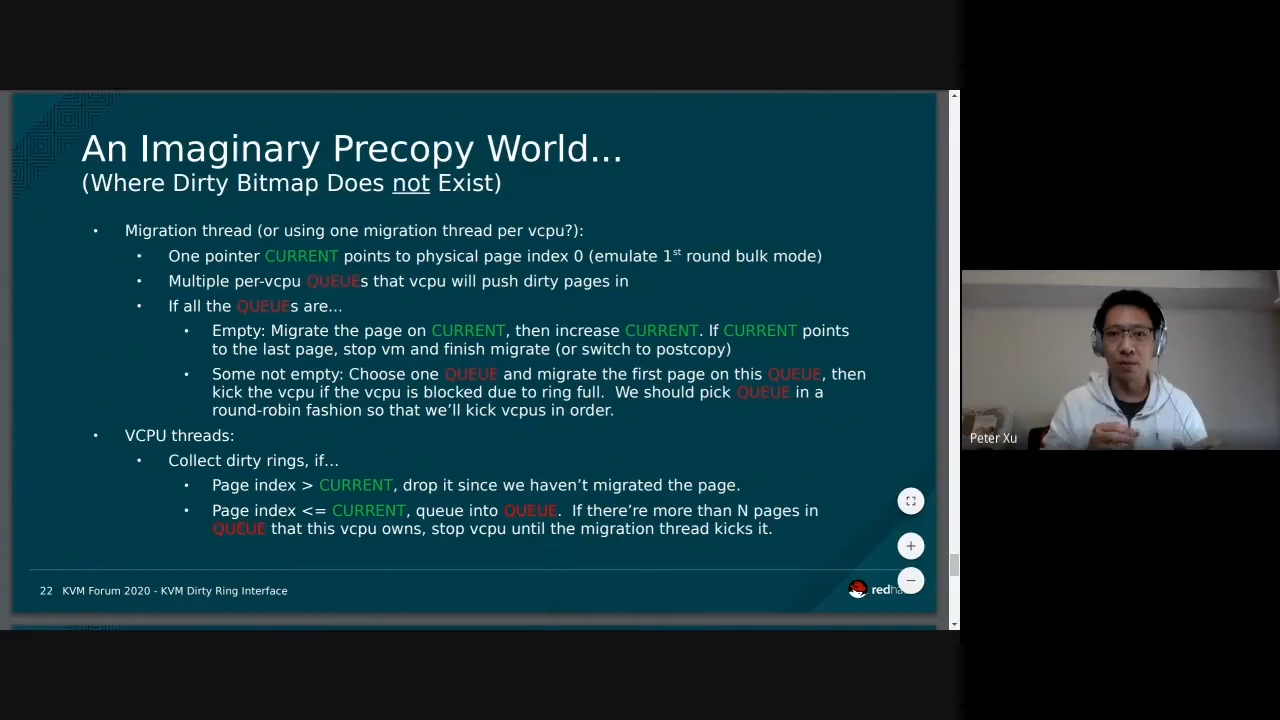 An Imaginary Precopy World...
(Where Dirty Bitmap Does not Exist)
• Migration thread (or using one migration thread per vcpu?):
• One pointer CURRENT points to physical page index 0 (emulate 1st round bulk mode)
• Multiple per-vcpu QUEUEs that vcpu will push dirty pages in
• If all the QUEUEs are...
• Empty: Migrate the page on CURRENT, then increase CURRENT. If CURRENT points
to the last page, stop vm and finish migrate (or switch to postcopy)
• Some not empty: Choose one QUEUE and migrate the first page on this QUEUE, then
kick the vcpu if the vcpu is blocked due to ring full. We should pick QUEUE in a
round-robin fashion so that we'll kick vcpus in order.
• VCPU threads:
• Collect dirty rings, if...
• Page index > CURRENT, drop it since we haven't migrated the page.
• Page index <= CURRENT, queue into QUEUE. If there're more than N pages in
QUEUE that this vcpu owns, stop vcpu until the migration thread kicks it.
22 KVM Forum 2020 - KVM Dirty Ring Interface
redha
Peter Xu